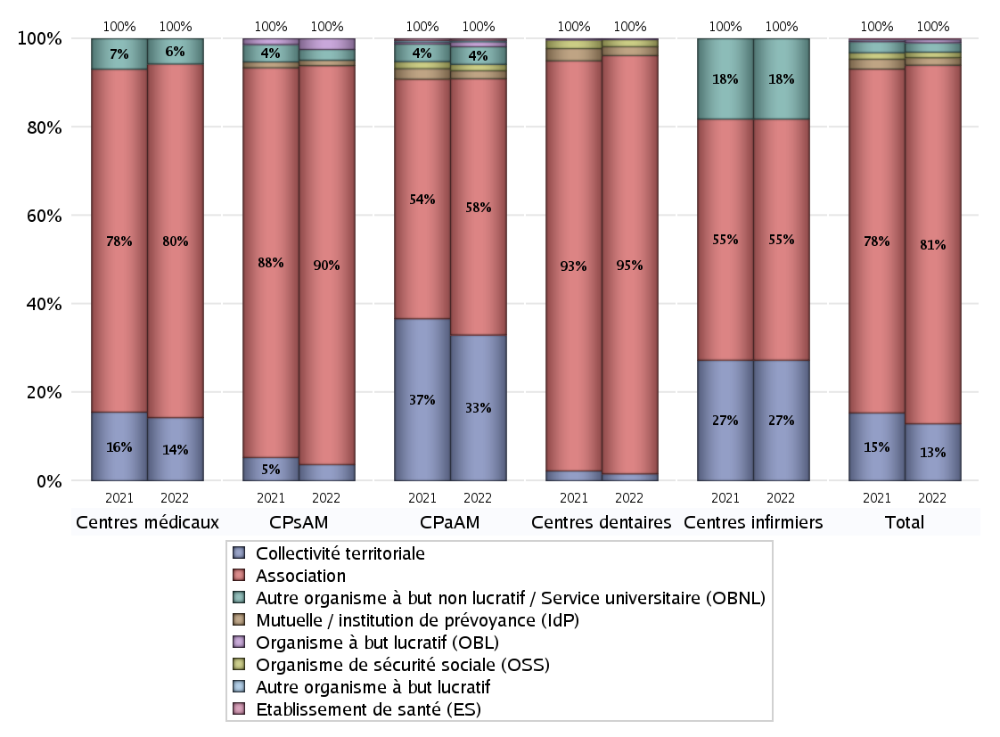 100% 100% 100% 100% 100% 100% 100% 100% 100% 100% 100% 100%
100%
7% 6% 4% 4% 4%
18% 18%
80%
60%
54% 58%
78% 80% 88% 90% 93% 95% 55% 55% 78% 81%
40%
20%
37% 33% 27% 27%
16% 14% 5% 15% 13%
0%
2021 2022 2021 2022 2021 2022 2021 2022 2021 2022 2021 2022
Centres médicaux CPsAM CPaAM Centres dentaires Centres infirmiers Total
Collectivité territoriale
Association
Autre organisme à but non lucratif / Service universitaire (OBNL)
Mutuelle / institution de prévoyance (IdP)
Organisme à but lucratif (OBL)
Organisme de sécurité sociale (OSS)
Autre organisme à but lucratif
Etablissement de santé (ES)